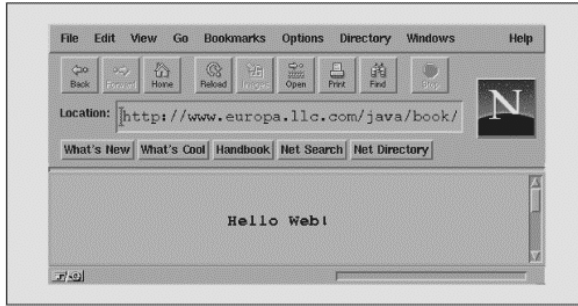 File Edit View Go Bookmarks Options Directory Windows Help
Back Forward Home Reload Images Open Print Find Stop
Location: http://www.europa.llc.com/java/book/
N
What's New What's Cool Handbook Net Search Net Directory
Hello Web!